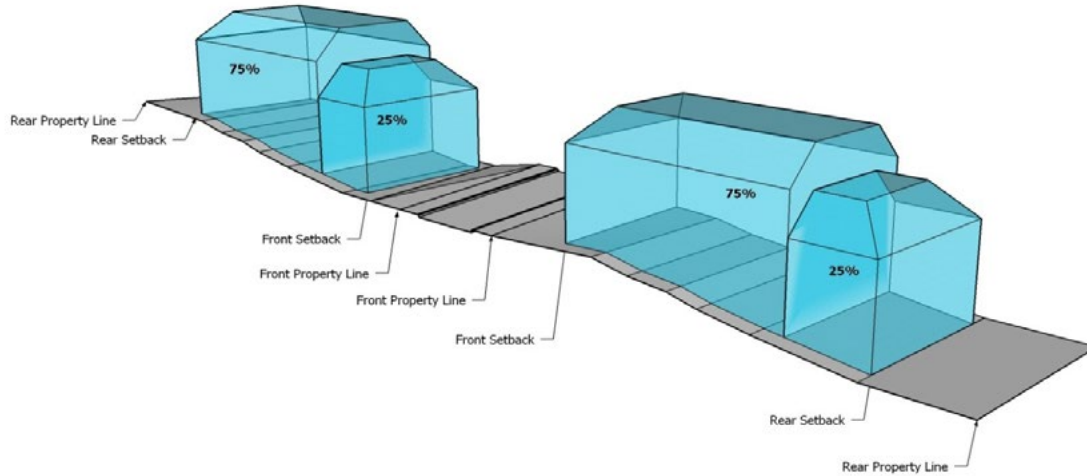 75%
25%
Rear Property Line
Rear Setback
75%
Front Setback
Front Property Line
25%
Front Property Line
Front Setback
Rear Setback
Rear Property Line